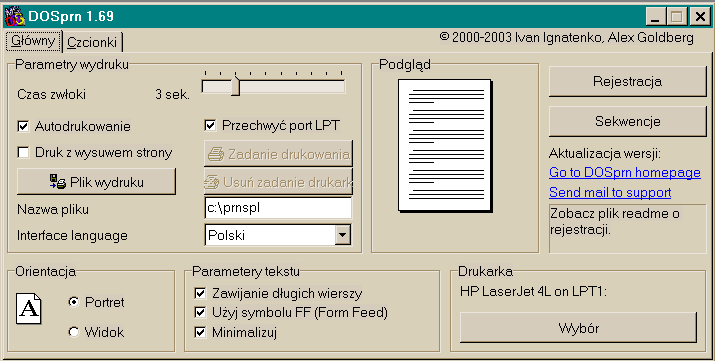 DOSprn 1.69
Główny
Czcionki
© 2000-2003 Ivan Ignatenko, Alex Goldberg
Parametry wydruku
Czas zwłoki
3 sek.
Autodrukowanie
Przechwyć port LPT
Druk z wysuwem strony
Zadanie drukowania
Plik wydruku
Usuń zadanie drukark
Nazwa pliku
c:\prnspl
Interface language
Polski
Podgląd
Rejestracja
Sekwencje
Aktualizacja wersji:
Go to DOSprn homepage
Send mail to support
Zobacz plik readme o
rejestracji.
Orientacja
A
Portret
Widok
Parametery tekstu
Zawijanie długich wierszy
Użyj symbolu FF (Form Feed)
Minimalizuj
Drukarka
HP LaserJet 4L on LPT1:
Wybór